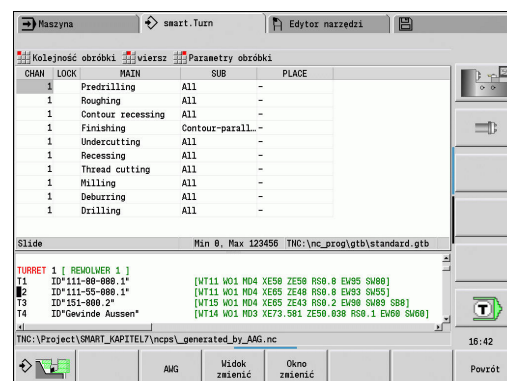 Maszyna smart.Turn Edytor narzędzi
Kolejność obróbki wiersz Parametry obróbki
CHAN LOCK MAIN SUB PLACE
1 Predrilling All -
1 Roughing All -
1 Contour recessing All -
1 Finishing Contour-parall… -
1 Undercutting All -
1 Recessing All -
1 Thread cutting All -
1 Milling All -
1 Deburring All -
1 Drilling All -
Slide Min 0, Max 123456 TNC:\nc_prog\gtb\standard.gtb
TURRET 1 [ REWOLWER 1 ]
T1 ID"111-80-080.1" [WT11 WO1 MD4 XE50 ZE50 RS0.8 EW95 SW80]
2 ID"111-55-080.1" [WT11 WO1 MD4 XE65 ZE48 RS0.8 EW93 SW55]
T3 ID"151-800.2" [WT15 WO1 MD4 XE65 ZE43 RS0.2 EW90 SW89 SB8]
T4 ID"Gewinde Aussen" [WT14 WO1 MD3 XE73.581 ZE50.038 RS0.1 EW60 SW60]
TNC:\Project\SMART_KAPITEL7\ncps\_generated_by_AAG.nc
16:42
T
AWG Widok zmienić Okno zmienić Powrót